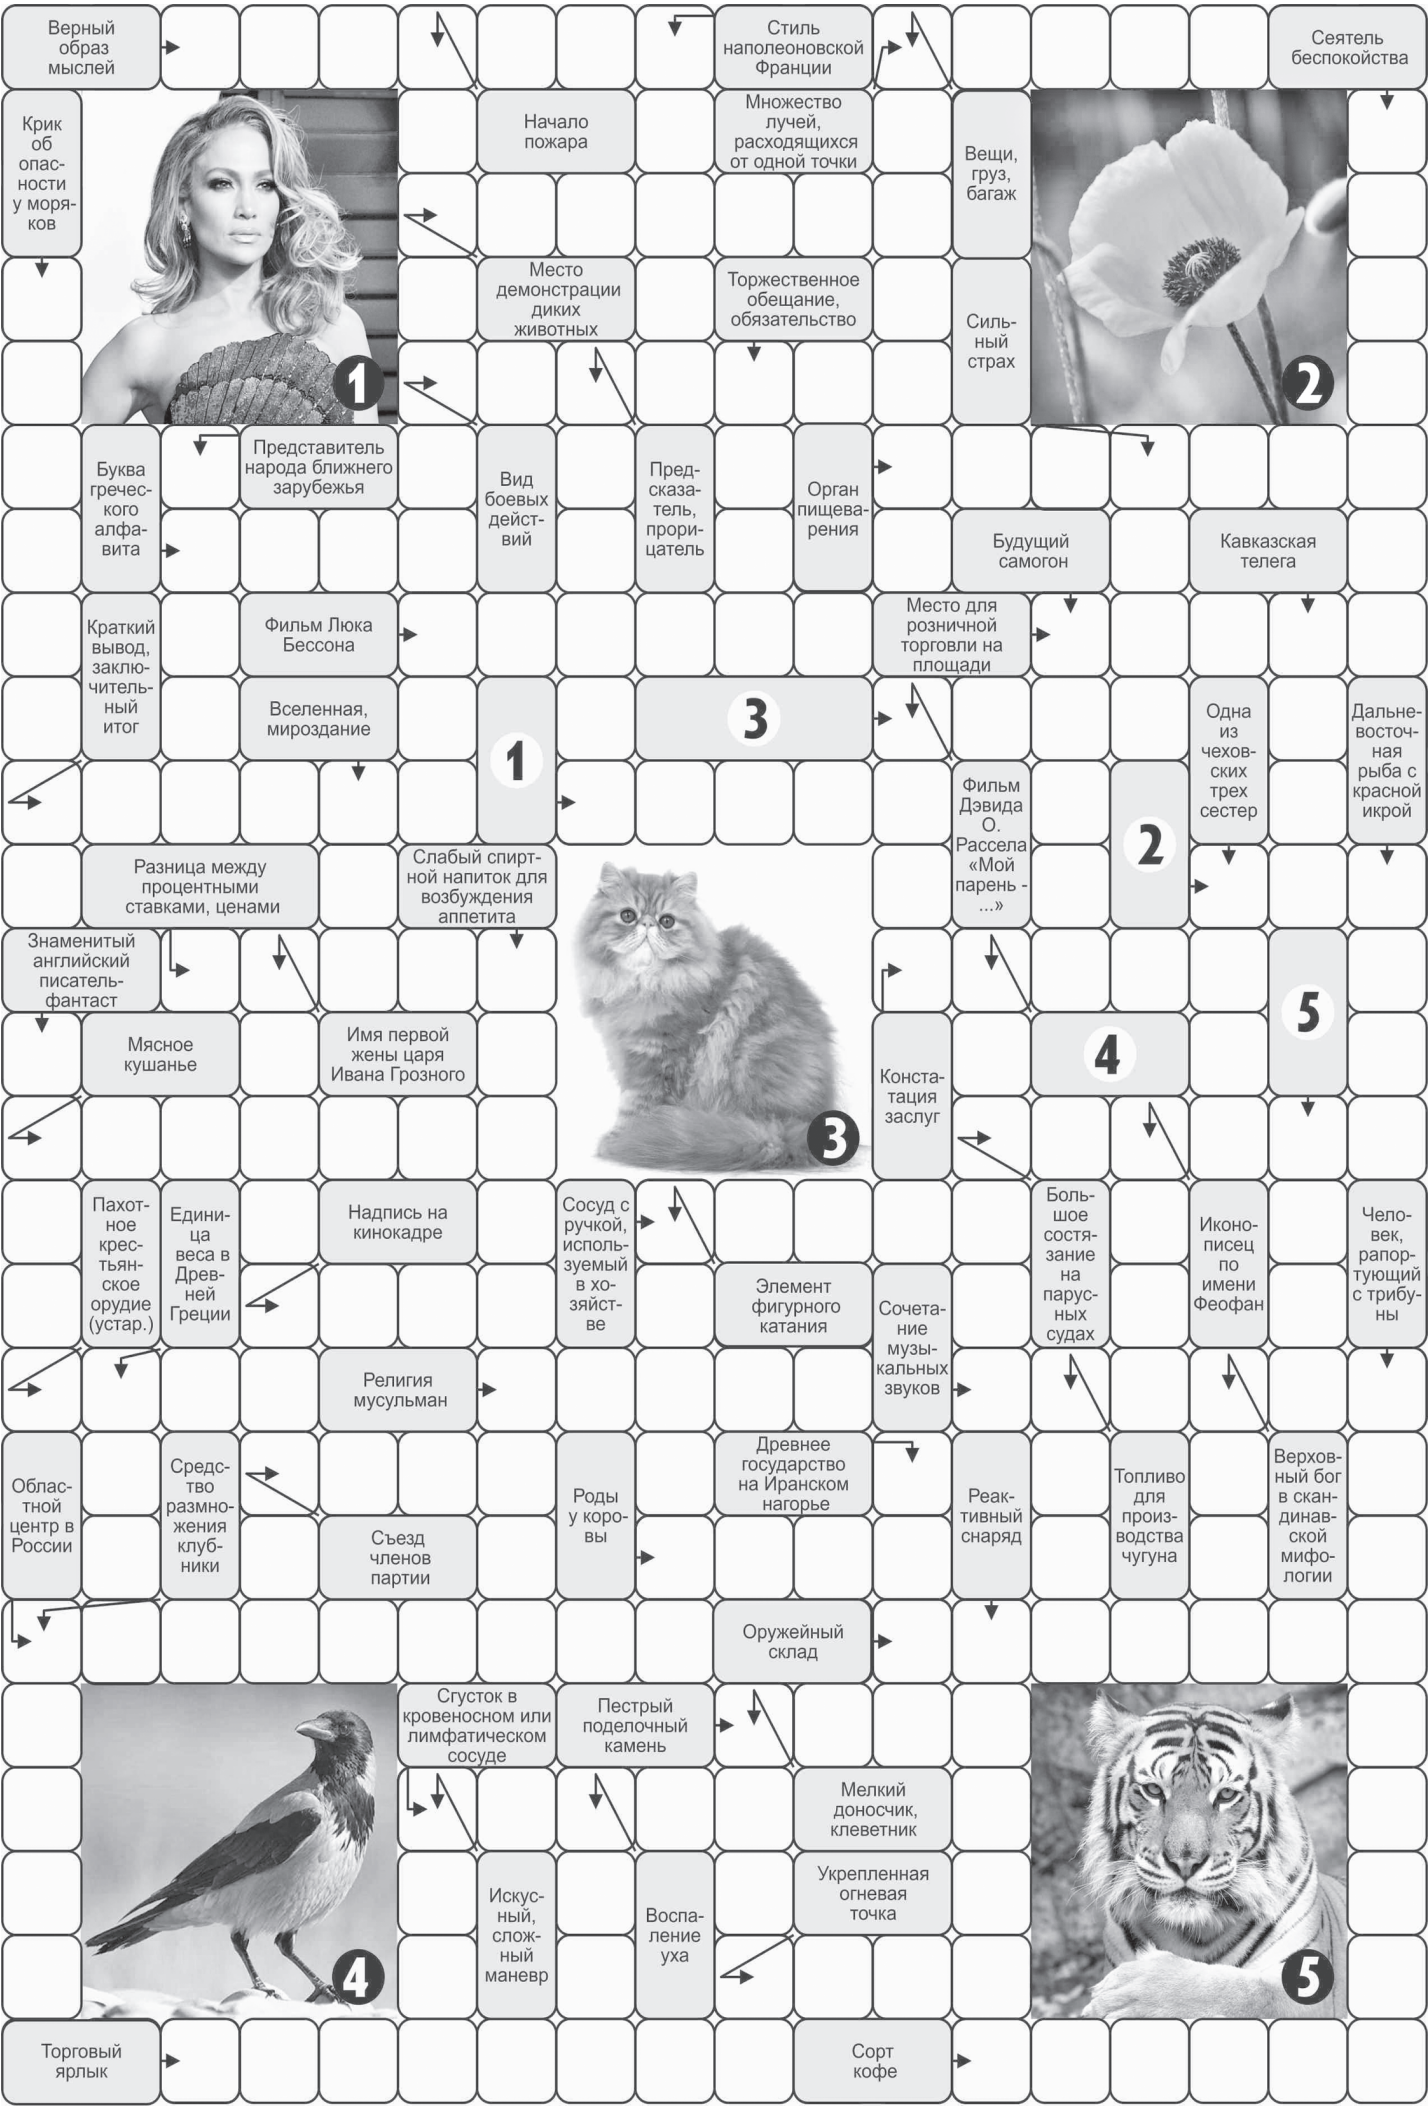 Верный
образ
мыслей
Стиль
наполеоновской
Франции
Сеятель
беспокойства
Крик
об
опас-
ности
у моря-
ков
Начало
пожара
Множество
лучей,
расходящихся
от одной точки
Вещи,
груз,
багаж
Место
демонстрации
диких
животных
Торжественное
обещание,
обязательство
Силь-
ный
страх
1
2
Буква
гречес-
кого
алфа-
вита
Представитель
народа ближнего
зарубежья
Вид
боевых
дейст-
вий
Пред-
сказа-
тель,
прори-
цатель
Орган
пищева-
рения
Будущий
самогон
Кавказская
телега
Краткий
вывод,
заклю-
читель-
ный
итог
Фильм Люка
Бессона
Место для
розничной
торговли на
площади
Вселенная,
мироздание
1
3
Одна
из
чехов-
ских
трех
сестер
Дальне-
восточ-
ная
рыба с
красной
икрой
Фильм
Дэвида
О.
Рассела
«Мой
парень -
...»
2
Разница между
процентными
ставками, ценами
Слабый спирт-
ной напиток для
возбуждения
аппетита
Знаменитый
английский
писатель-
фантаст
5
Мясное
кушанье
Имя первой
жены царя
Ивана Грозного
3
Конста-
тация
заслуг
4
Пахот-
ное
крес-
тьян-
ское
орудие
(устар.)
Едини-
ца
веса в
Древ-
ней
Греции
Надпись на
кинокадре
Сосуд с
ручкой,
исполь-
зуемый
в хо-
зяйст-
ве
Элемент
фигурного
катания
Сочета-
ние
музы-
кальных
звуков
Боль-
шое
состя-
зание
на
парус-
ных
судах
Иконо-
писец
по
имени
Феофан
Чело-
век,
рапор-
тующий
с трибу-
ны
Религия
мусульман
Облас-
тной
центр в
России
Средс-
тво
размно-
жения
клуб-
ники
Съезд
членов
партии
Роды
у коро-
вы
Древнее
государство
на Иранском
нагорье
Реак-
тивный
снаряд
Топливо
для
произ-
водства
чугуна
Верхов-
ный бог
в скан-
динав-
ской
мифо-
логии
Оружейный
склад
Сгусток в
кровеносном или
лимфатическом
сосуде
Пестрый
поделочный
камень
Мелкий
доносчик,
клеветник
Искус-
ный,
слож-
ный
маневр
Воспа-
ление
уха
Укрепленная
огневая
точка
4
5
Торговый
ярлык
Сорт
кофе